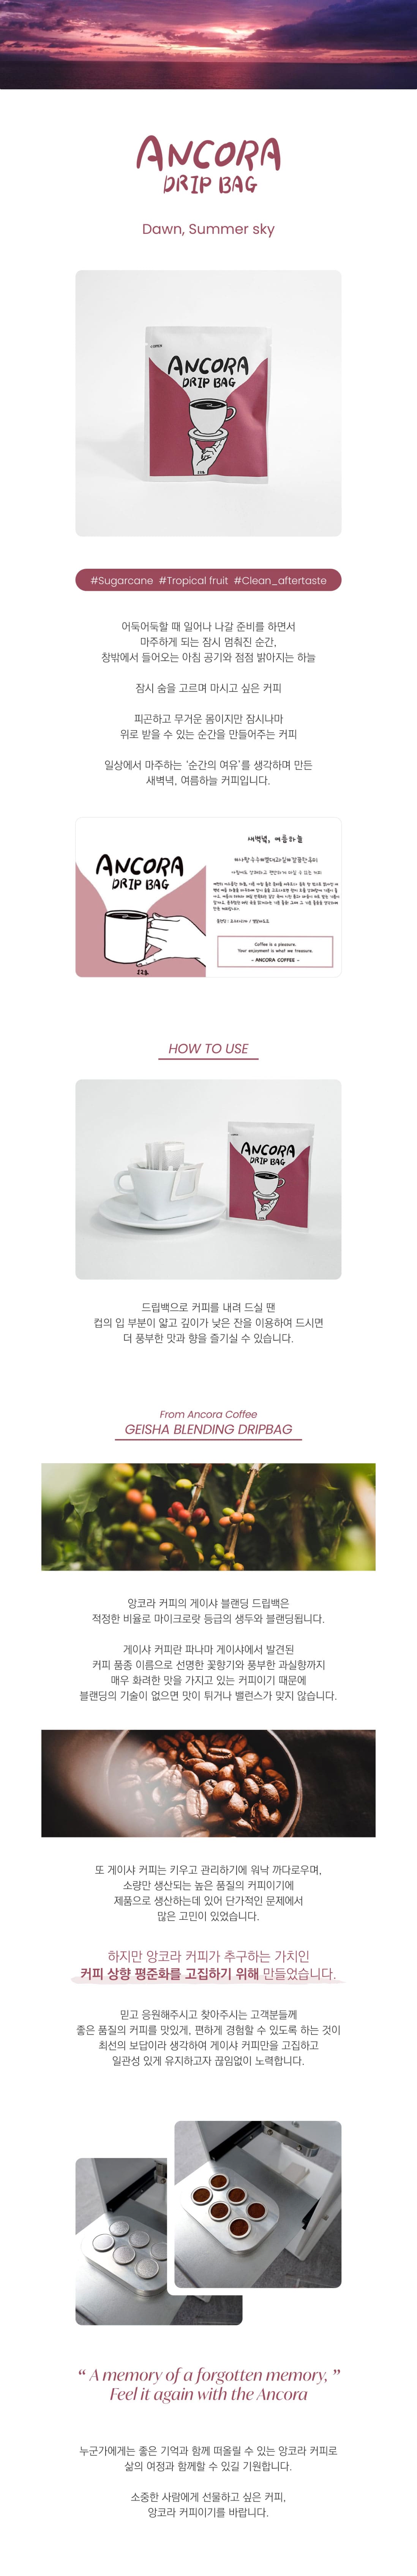 ANCORA
DRIP BAG
Dawn, Summer sky
ANCORA
DRIP BAG
#Sugarcane #Tropical fruit #Clean_aftertaste
어둑어둑할 때 일어나 나갈 준비를 하면서
마주하게 되는 잠시 멈춰진 순간,
창밖에서 들어오는 아침 공기와 점점 밝아지는 하늘
잠시 숨을 고르며 마시고 싶은 커피
피곤하고 무거운 몸이지만 잠시나마
위로 받을 수 있는 순간을 만들어주는 커피
일상에서 마주하는 ‘순간의 여유’를 생각하며 만든
새벽녘, 여름하늘 커피입니다.
ANCORA
DRIP BAG
새벽녘, 여름하늘
Coffee is a pleasure.
Your enjoyment is what we treasure.
- ANCORA COFFEE -
HOW TO USE
ANCORA
DRIP BAG
드립백으로 커피를 내려 드실 땐
컵의 입 부분이 얇고 깊이가 낮은 잔을 이용하여 드시면
더 풍부한 맛과 향을 즐기실 수 있습니다.
From Ancora Coffee
GEISHA BLENDING DRIPBAG
앙코라 커피의 게이샤 블랜딩 드립백은
적정한 비율로 마이크로랏 등급의 생두와 블랜딩됩니다.
게이샤 커피란 파나마 게이샤에서 발견된
커피 품종 이름으로 선명한 꽃향기와 풍부한 과실향까지
매우 화려한 맛을 가지고 있는 커피이기 때문에
블랜딩의 기술이 없으면 맛이 튀거나 밸런스가 맞지 않습니다.
또 게이샤 커피는 키우고 관리하기에 워낙 까다로우며,
소량만 생산되는 높은 품질의 커피이기에
제품으로 생산하는데 있어 단가적인 문제에서
많은 고민이 있었습니다.
하지만 앙코라 커피가 추구하는 가치인
커피 상향 평준화를 고집하기 위해 만들었습니다.
믿고 응원해주시고 찾아주시는 고객분들께
좋은 품질의 커피를 맛있게, 편하게 경험할 수 있도록 하는 것이
최선의 보답이라 생각하여 게이샤 커피만을 고집하고
일관성 있게 유지하고자 끊임없이 노력합니다.
“ A memory of a forgotten memory, ”
Feel it again with the Ancora
누군가에게는 좋은 기억과 함께 떠올릴 수 있는 앙코라 커피로
삶의 여정과 함께할 수 있길 기원합니다.
소중한 사람에게 선물하고 싶은 커피,
앙코라 커피이기를 바랍니다.